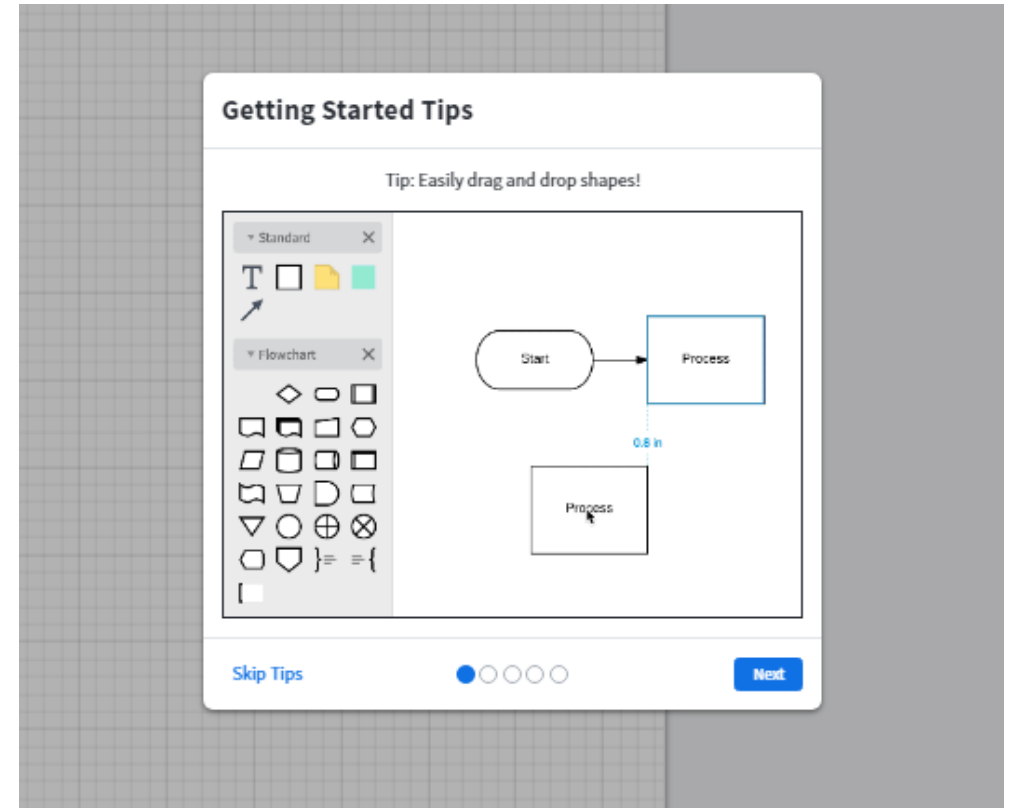 Getting Started Tips
Tip: Easily drag and drop shapes!
Standard
T
Flowchart
Start
Process
0.8 in
Process
Skip Tips
Next